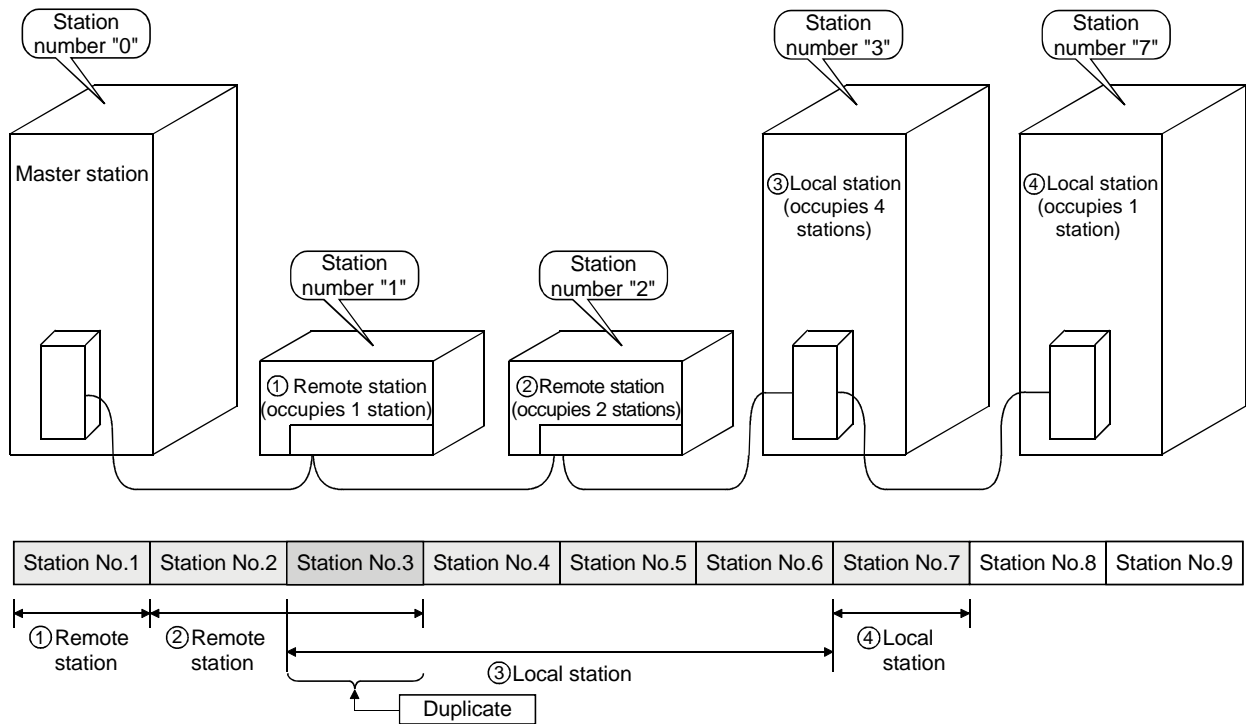 Station
number "0"
Station
number "3"
Station
number "7"
Master station
③Local station
(occupies 4
stations)
④Local station
(occupies 1
station)
Station
number "1"
Station
number "2"
① Remote station
(occupies 1 station)
②Remote station
(occupies 2 stations)
Station No.1 Station No.2 Station No.3 Station No.4 Station No.5 Station No.6 Station No.7 Station No.8 Station No.9
①Remote
station
②Remote
station
④Local
station
③Local station
Duplicate